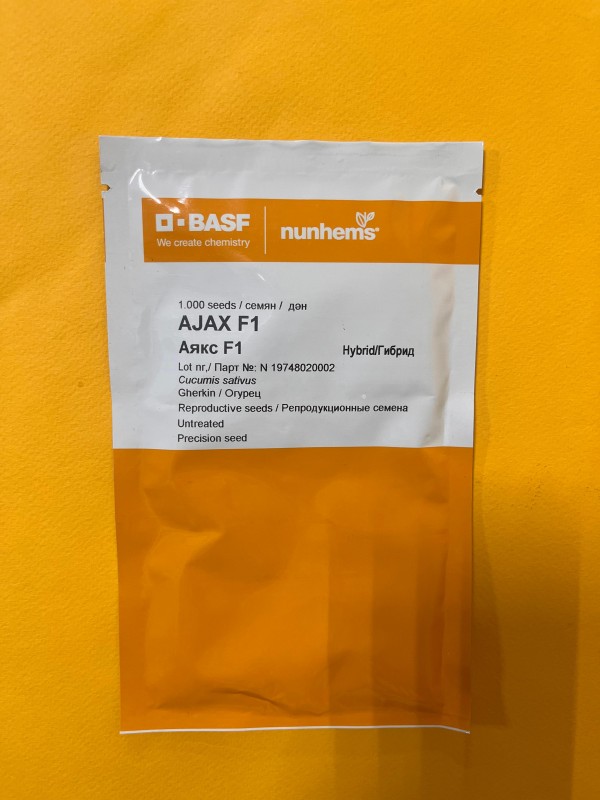 BASF
We create chemistry
nunhems®
1.000 seeds / семян / дəн
AJAX F1
Аякс F1
Hybrid/Гибрид
Lot nr,/ Парт №: N 19748020002
Cucumis sativus
Gherkin / Огурец
Reproductive seeds / Репродукционные семена
Untreated
Precision seed